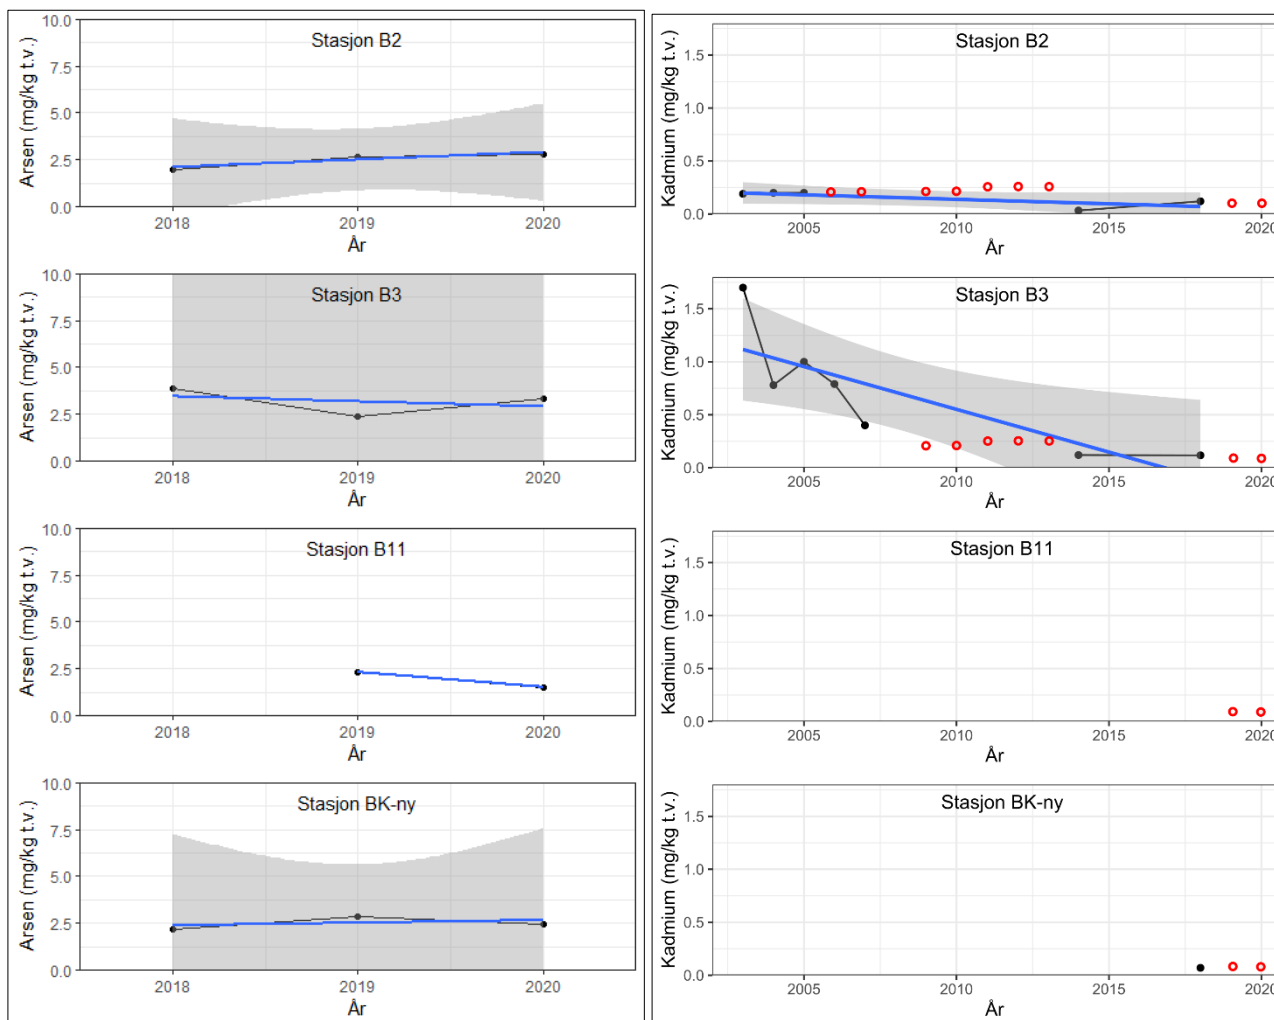 Stasjon B2
Arsen (mg/kg t.v.)
10.0
7.5
5.0
2.5
0.0
2018 2019 2020
År
Stasjon B3
Arsen (mg/kg t.v.)
10.0
7.5
5.0
2.5
0.0
2018 2019 2020
År
Stasjon B11
Arsen (mg/kg t.v.)
10.0
7.5
5.0
2.5
0.0
2018 2019 2020
År
Stasjon BK-ny
Arsen (mg/kg t.v.)
10.0
7.5
5.0
2.5
0.0
2018 2019 2020
År
Stasjon B2
Kadmium (mg/kg t.v.)
1.5
1.0
0.5
0.0
2005 2010 2015 2020
År
Stasjon B3
Kadmium (mg/kg t.v.)
1.5
1.0
0.5
0.0
2005 2010 2015 2020
År
Stasjon B11
Kadmium (mg/kg t.v.)
1.5
1.0
0.5
0.0
2005 2010 2015 2020
År
Stasjon BK-ny
Kadmium (mg/kg t.v.)
1.5
1.0
0.5
0.0
2005 2010 2015 2020
År